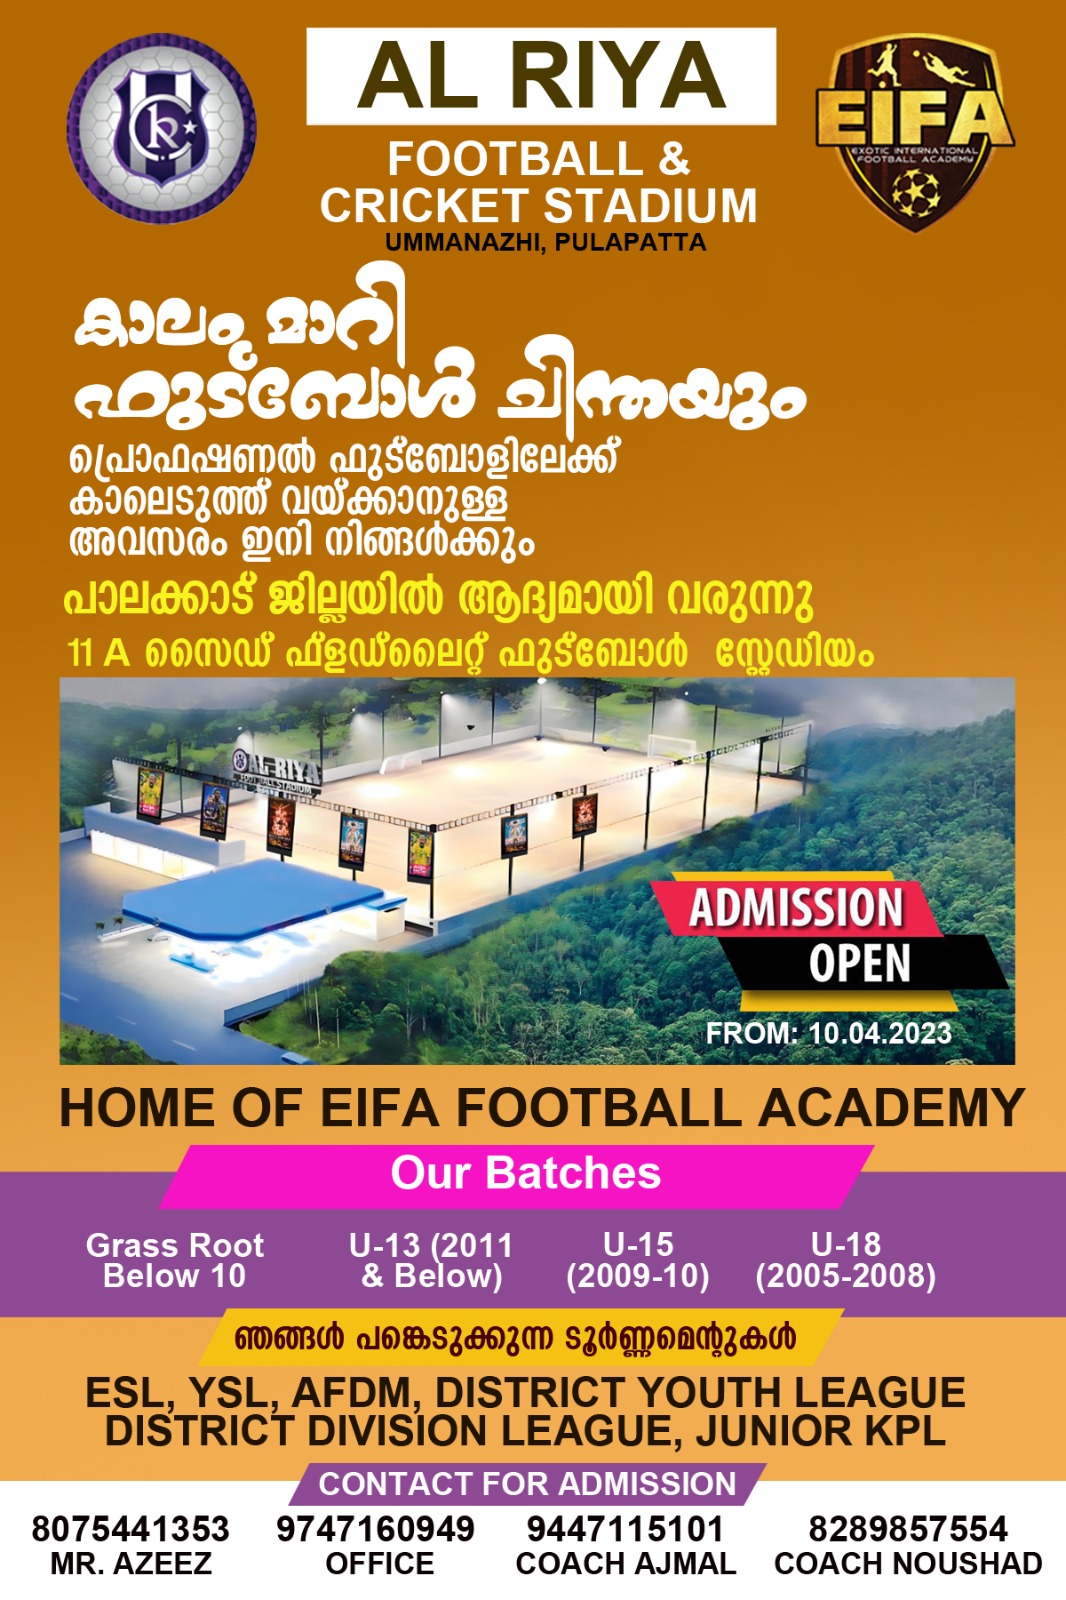 AL RIYA
FOOTBALL &
CRICKET STADIUM
UMMANAZHI, PULAPATTA
EIFA
EXOTIC INTERNATIONAL
FOOTBALL ACADEMY
കാലം മാറി
ഫുട്ബോൾ ചിന്തയും
പ്രൊഫഷണൽ ഫുട്ബോളിലേക്ക്
കാലെടുത്ത് വയ്ക്കാനുള്ള
അവസരം ഇനി നിങ്ങൾക്കും
പാലക്കാട് ജില്ലയിൽ ആദ്യമായി വരുന്നു
11 A സൈഡ് ഫ്ളഡ്ലൈറ്റ് ഫുട്ബോൾ സ്റ്റേഡിയം
AL-RIYA
FOOTBALL STADIUM
ADMISSION
OPEN
FROM: 10.04.2023
HOME OF EIFA FOOTBALL ACADEMY
Our Batches
Grass Root
Below 10
U-13 (2011
& Below)
U-15
(2009-10)
U-18
(2005-2008)
ഞങ്ങൾ പങ്കെടുക്കുന്ന ടൂർണ്ണമെന്റുകൾ
ESL, YSL, AFDM, DISTRICT YOUTH LEAGUE
DISTRICT DIVISION LEAGUE, JUNIOR KPL
CONTACT FOR ADMISSION
8075441353 9747160949 9447115101 8289857554
MR. AZEEZ OFFICE COACH AJMAL COACH NOUSHAD